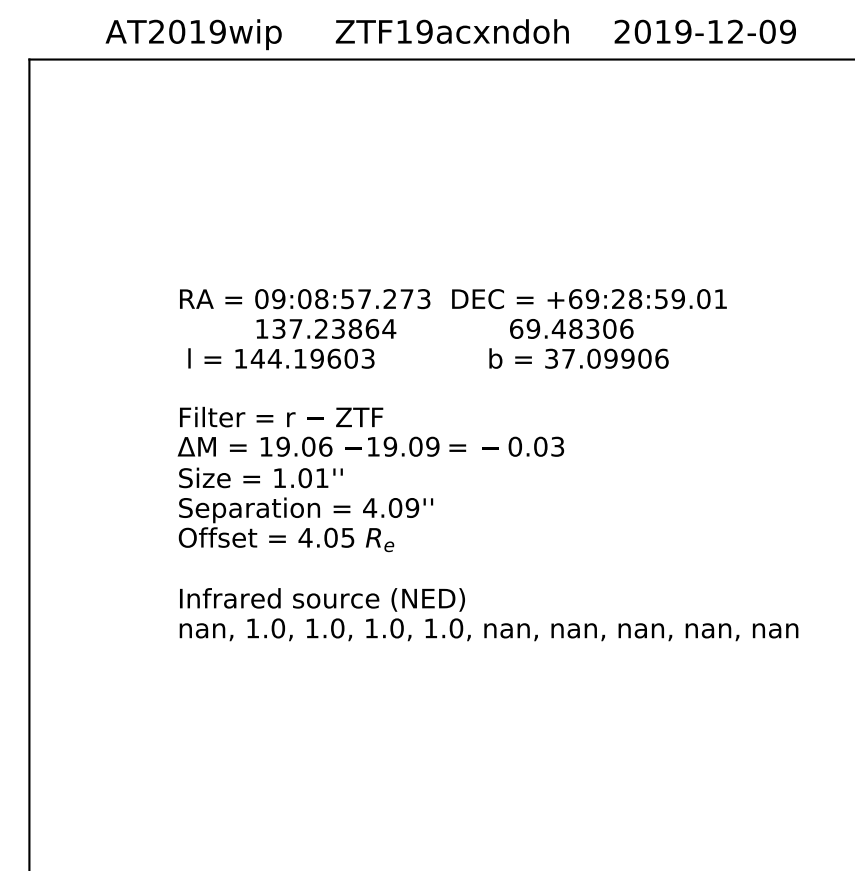 AT2019wip ZTF19acxndoh 2019-12-09
RA = 09:08:57.273 DEC = +69:28:59.01
137.23864 69.48306
l = 144.19603 b = 37.09906
Filter = r − ZTF
ΔM = 19.06 −19.09 = − 0.03
Size = 1.01''
Separation = 4.09''
Offset = 4.05 Rₑ
Infrared source (NED)
nan, 1.0, 1.0, 1.0, 1.0, nan, nan, nan, nan, nan